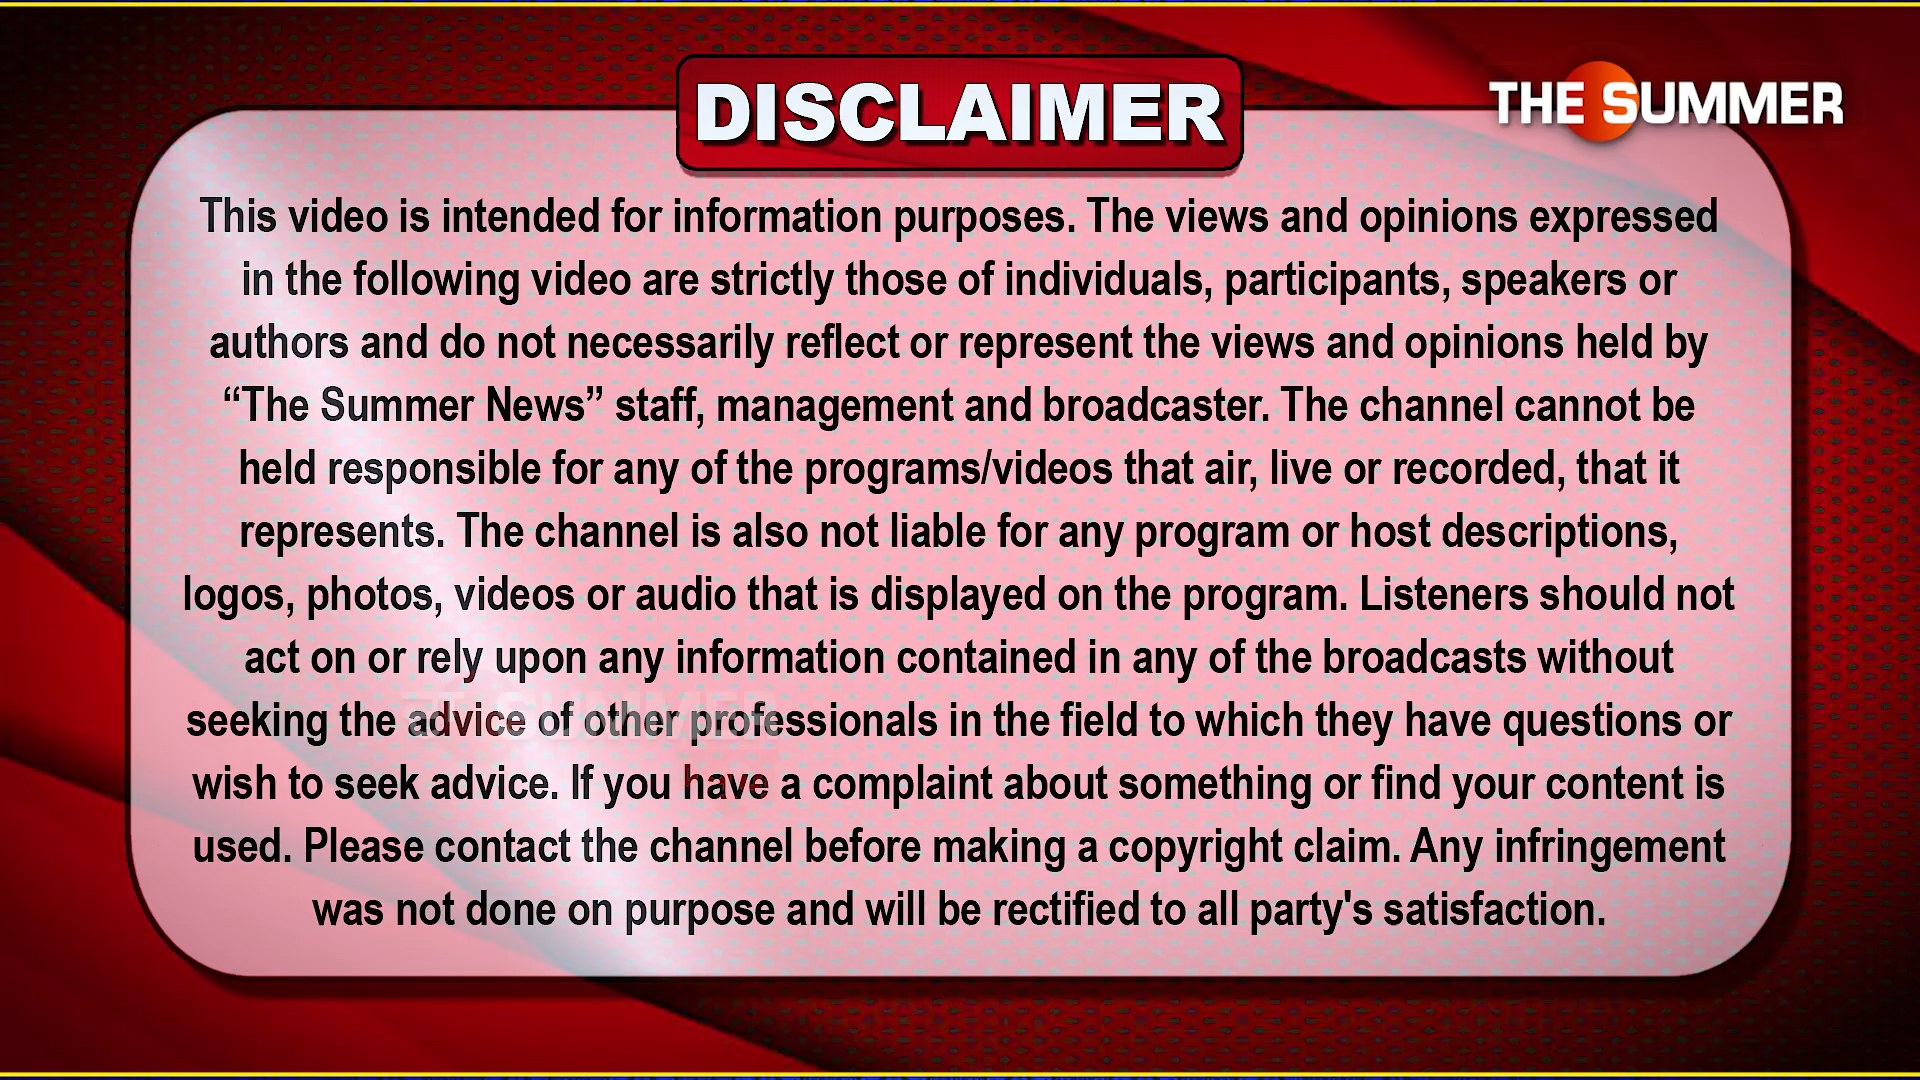 DISCLAIMER
THE SUMMER
This video is intended for information purposes. The views and opinions expressed
in the following video are strictly those of individuals, participants, speakers or
authors and do not necessarily reflect or represent the views and opinions held by
“The Summer News” staff, management and broadcaster. The channel cannot be
held responsible for any of the programs/videos that air, live or recorded, that it
represents. The channel is also not liable for any program or host descriptions,
logos, photos, videos or audio that is displayed on the program. Listeners should not
act on or rely upon any information contained in any of the broadcasts without
seeking the advice of other professionals in the field to which they have questions or
wish to seek advice. If you have a complaint about something or find your content is
used. Please contact the channel before making a copyright claim. Any infringement
was not done on purpose and will be rectified to all party's satisfaction.
SUMMER